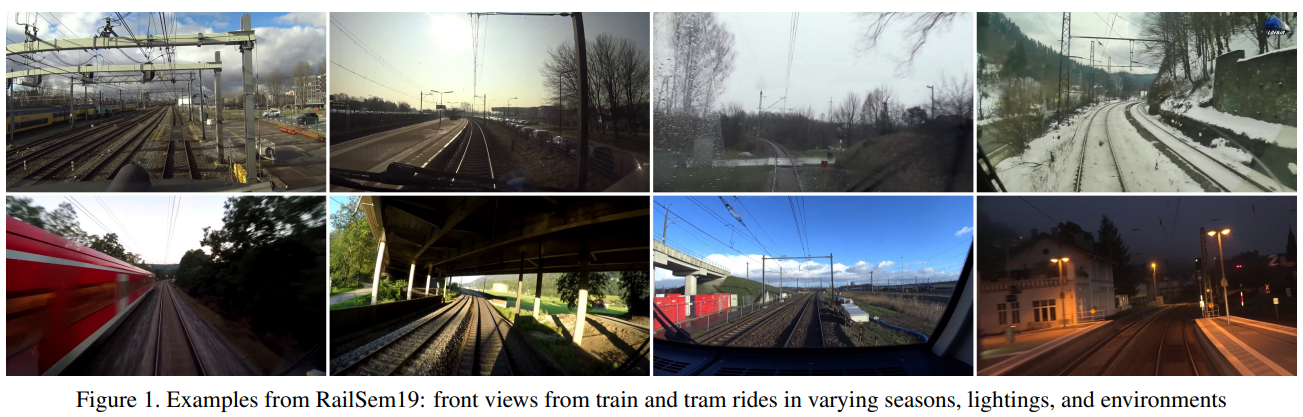 Figure 1. Examples from RailSem19: front views from train and tram rides in varying seasons, lightings, and environments